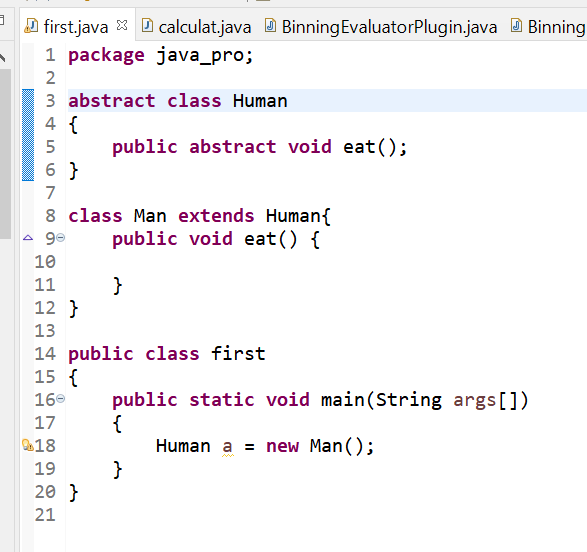 first.java calculat.java BinningEvaluatorPlugin.java Binning
1 package java_pro;
2
3 abstract class Human
4 {
5     public abstract void eat();
6 }
7
8 class Man extends Human{
9     public void eat() {
10
11     }
12 }
13
14 public class first
15 {
16     public static void main(String args[])
17     {
18         Human a = new Man();
19     }
20 }
21